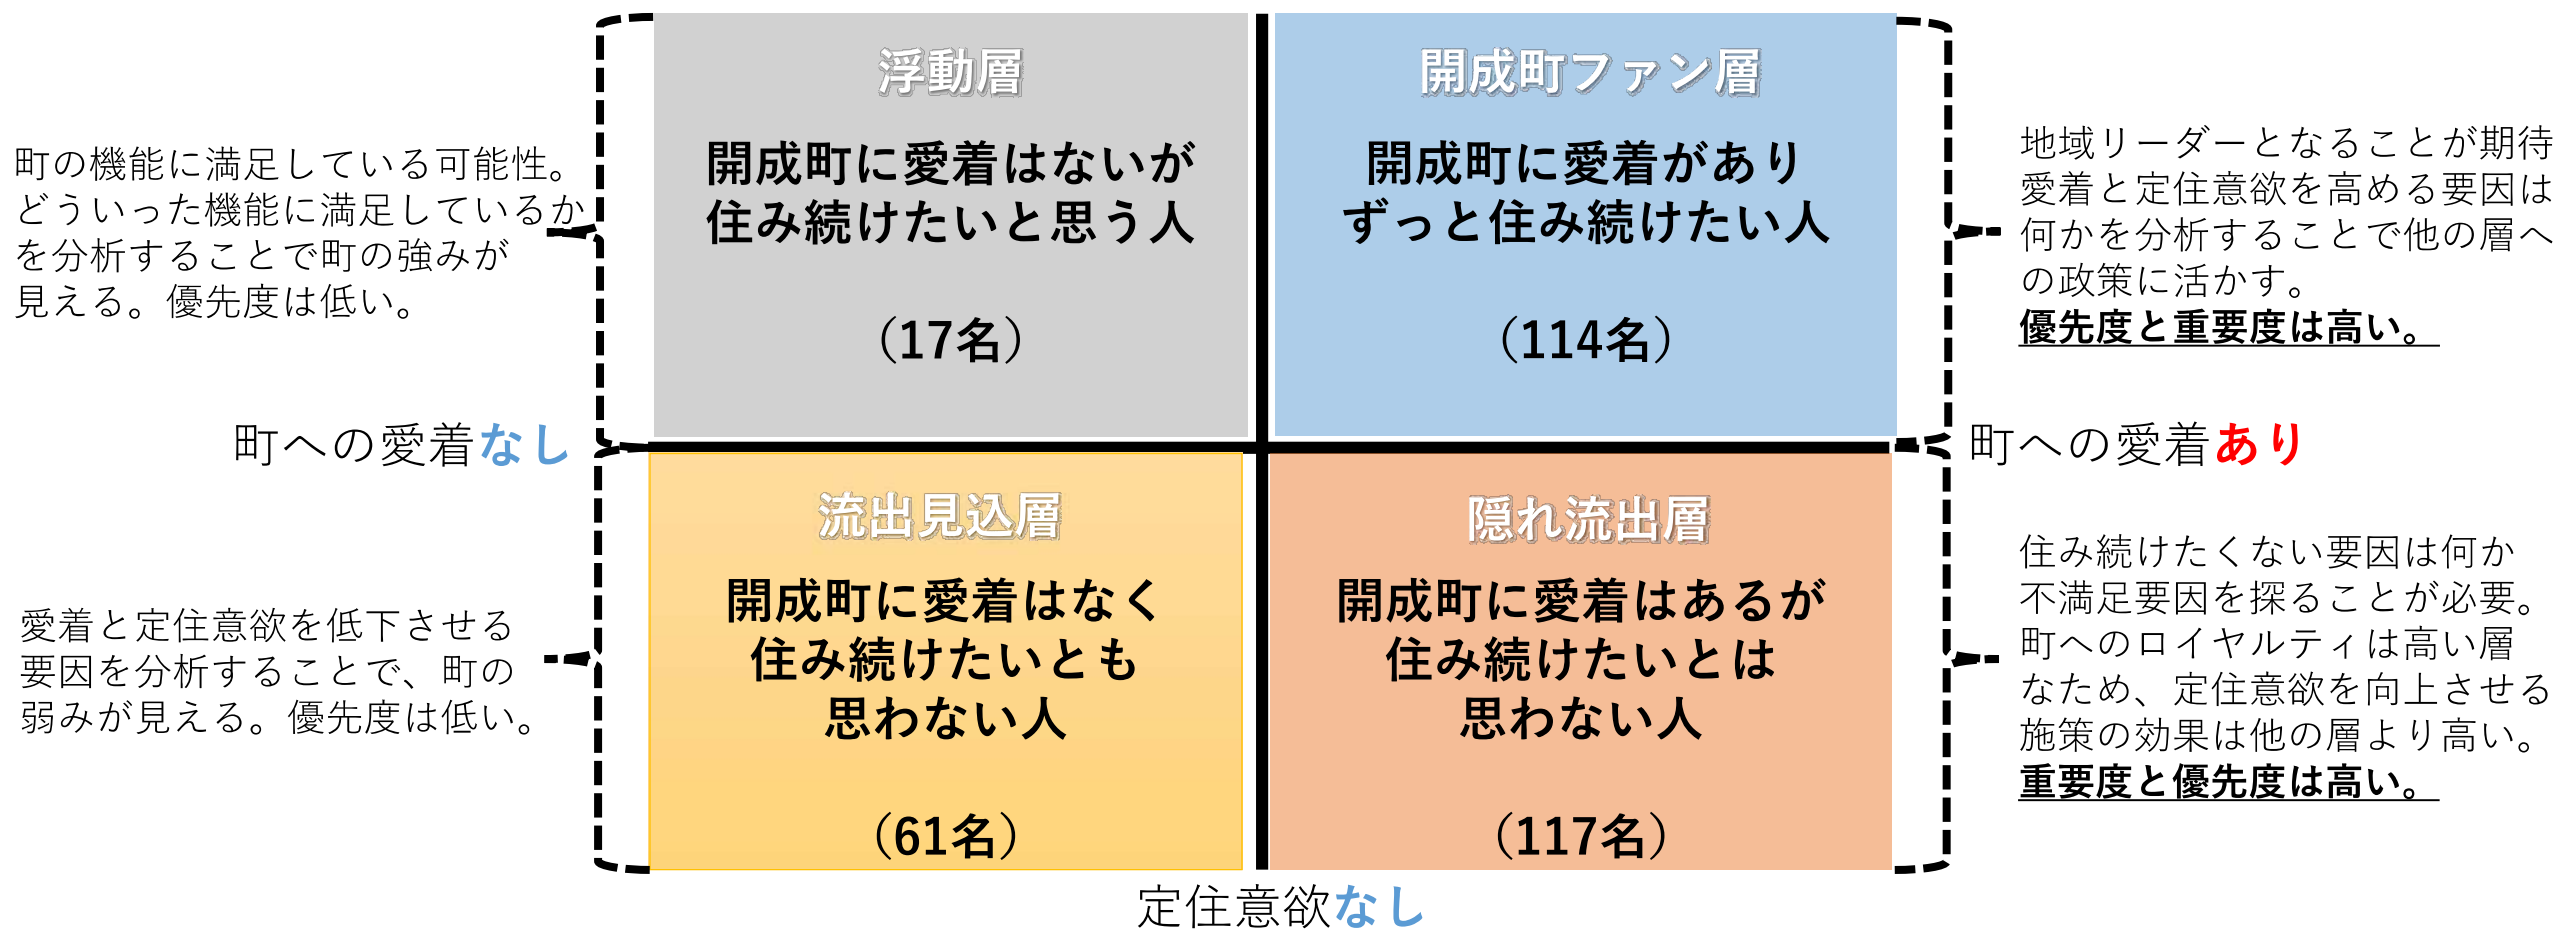 浮動層
開成町に愛着はないが
住み続けたいと思う人
（17名）
開成町ファン層
開成町に愛着があり
ずっと住み続けたい人
（114名）
町の機能に満足している可能性。
どういった機能に満足しているか
を分析することで町の強みが
見える。優先度は低い。
地域リーダーとなることが期待
愛着と定住意欲を高める要因は
何かを分析することで他の層へ
の政策に活かす。
優先度と重要度は高い。
町への愛着なし
町への愛着あり
流出見込層
開成町に愛着はなく
住み続けたいとも
思わない人
（61名）
隠れ流出層
開成町に愛着はあるが
住み続けたいとは
思わない人
（117名）
愛着と定住意欲を低下させる
要因を分析することで、町の
弱みが見える。優先度は低い。
住み続けたくない要因は何か
不満足要因を探ることが必要。
町へのロイヤルティは高い層
なため、定住意欲を向上させる
施策の効果は他の層より高い。
重要度と優先度は高い。
定住意欲なし